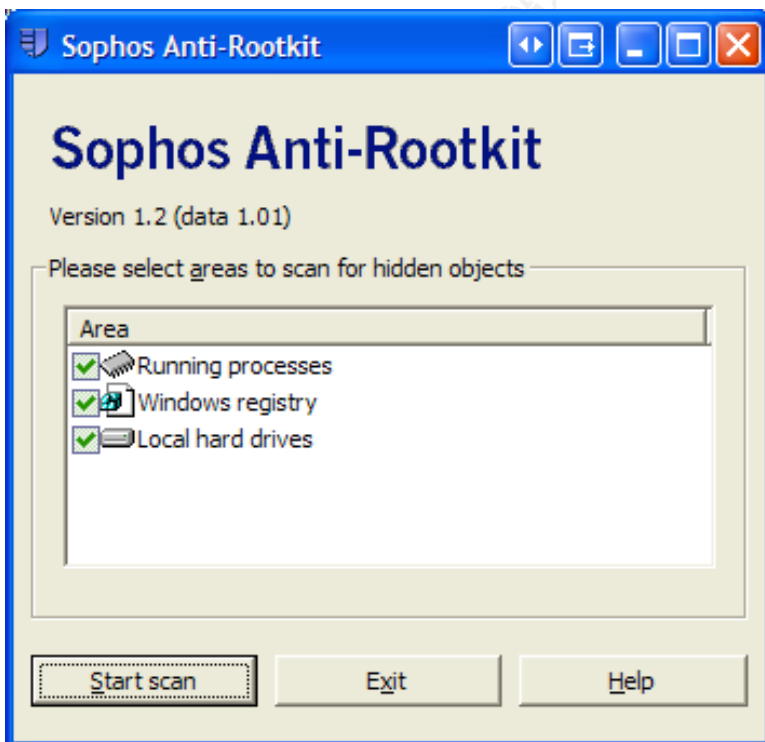 Sophos Anti-Rootkit
Sophos Anti-Rootkit
Version 1.2 (data 1.01)
Please select areas to scan for hidden objects
Area
Running processes
Windows registry
Local hard drives
Start scan
Exit
Help